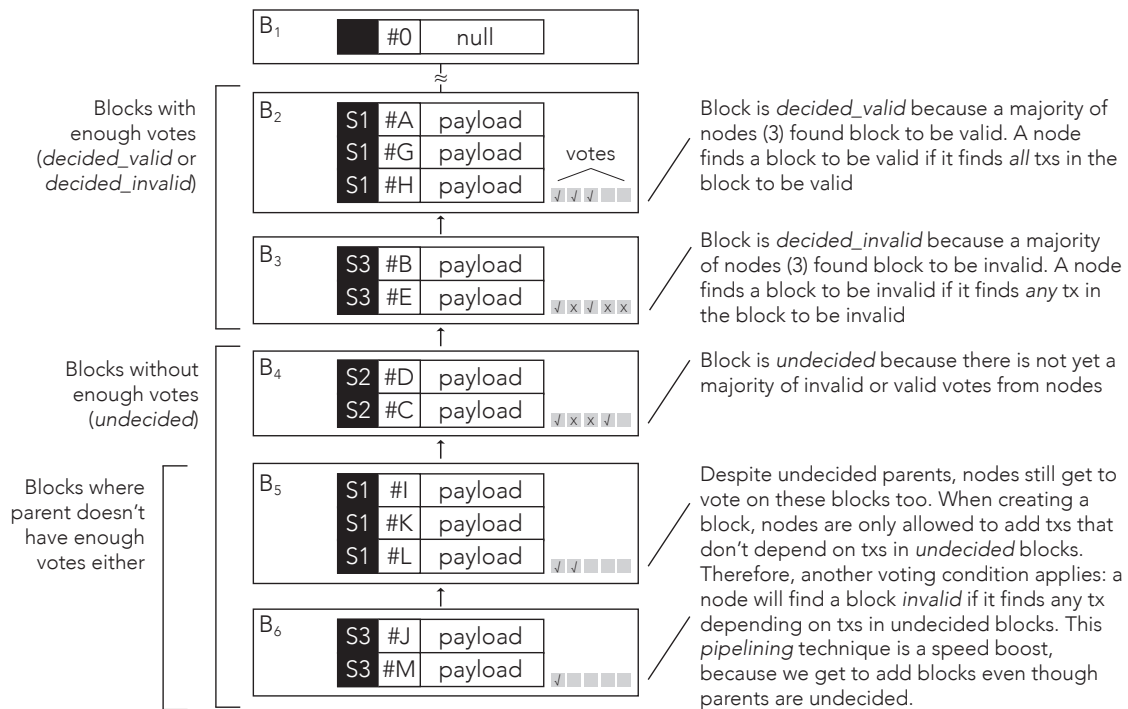 B1
#0 null
≈
Blocks with
enough votes
(decided_valid or
decided_invalid)
B2
S1 #A payload
S1 #G payload
S1 #H payload
votes
√ √ √
Block is decided_valid because a majority of
nodes (3) found block to be valid. A node
finds a block to be valid if it finds all txs in the
block to be valid
B3
S3 #B payload
S3 #E payload
√ x √ x x
Block is decided_invalid because a majority
of nodes (3) found block to be invalid. A node
finds a block to be invalid if it finds any tx in
the block to be invalid
Blocks without
enough votes
(undecided)
B4
S2 #D payload
S2 #C payload
√ x x √
Block is undecided because there is not yet a
majority of invalid or valid votes from nodes
Blocks where
parent doesn’t
have enough
votes either
B5
S1 #I payload
S1 #K payload
S1 #L payload
√ √
Despite undecided parents, nodes still get to
vote on these blocks too. When creating a
block, nodes are only allowed to add txs that
don’t depend on txs in undecided blocks.
Therefore, another voting condition applies: a
node will find a block invalid if it finds any tx
depending on txs in undecided blocks. This
pipelining technique is a speed boost,
because we get to add blocks even though
parents are undecided.
B6
S3 #J payload
S3 #M payload
√